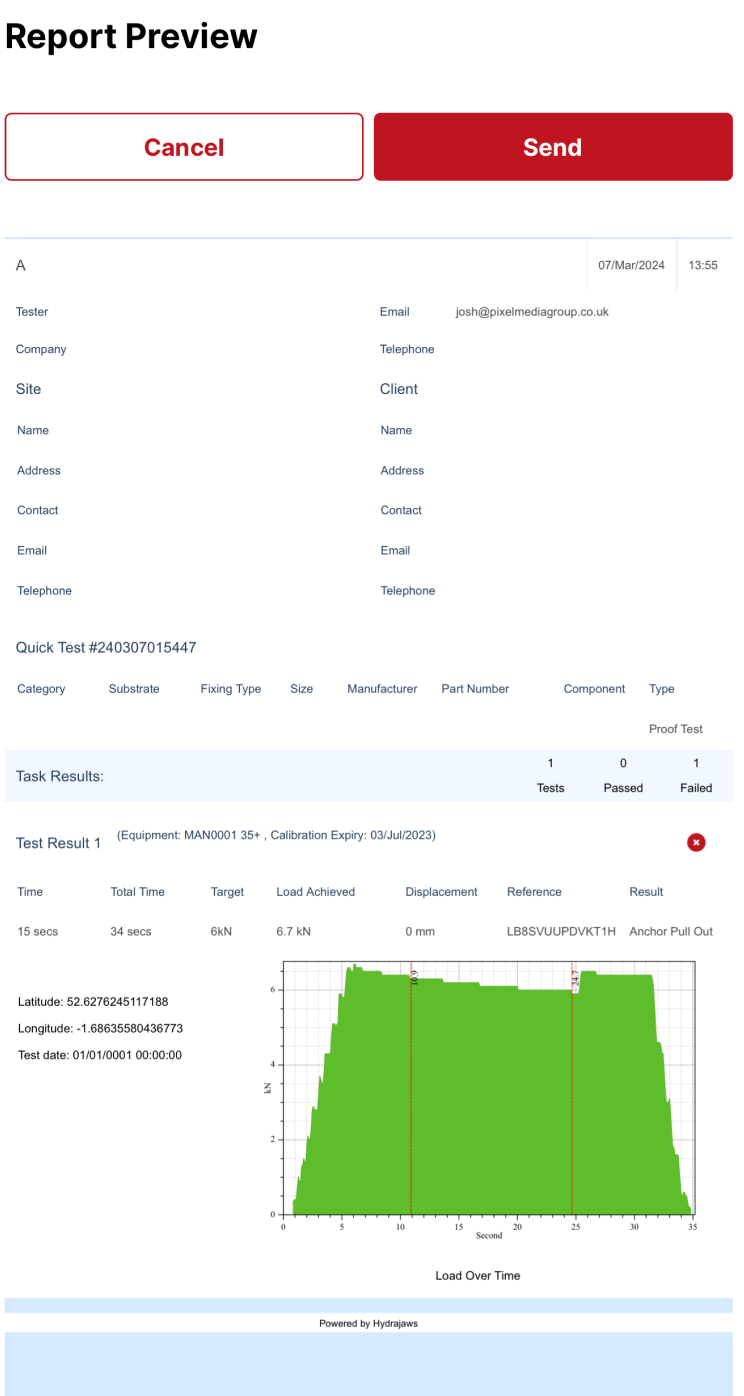 Report Preview
Cancel Send
A 07/Mar/2024 13:55
Tester Email josh@pixelmediagroup.co.uk
Company Telephone
Site Client
Name Name
Address Address
Contact Contact
Email Email
Telephone Telephone
Quick Test #240307015447
Category Substrate Fixing Type Size Manufacturer Part Number Component Type
Proof Test
1 0 1
Task Results:
Tests Passed Failed
Test Result 1 (Equipment: MAN0001 35+ , Calibration Expiry: 03/Jul/2023)
Time Total Time Target Load Achieved Displacement Reference Result
15 secs 34 secs 6kN 6.7 kN 0 mm LB8SVUUPDVKT1H Anchor Pull Out
Latitude: 52.6276245117188
Longitude: -1.68635580436773
Test date: 01/01/0001 00:00:00
10.9 24.7
6
4
kN
2
0
0 5 10 15 20 25 30 35
Second
Load Over Time
Powered by Hydrajaws